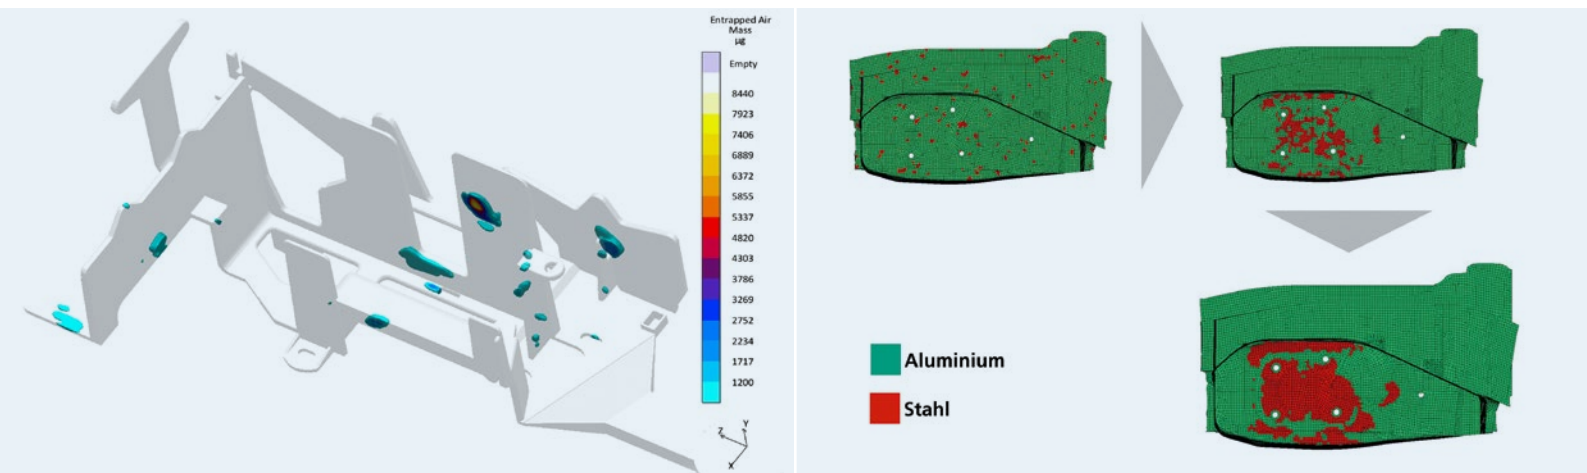 Entrapped Air
Mass
µg
Empty
8440
7923
7406
6889
6372
5855
5337
4820
4303
3786
3269
2752
2234
1717
1200
Z
Y
X
Aluminium
Stahl